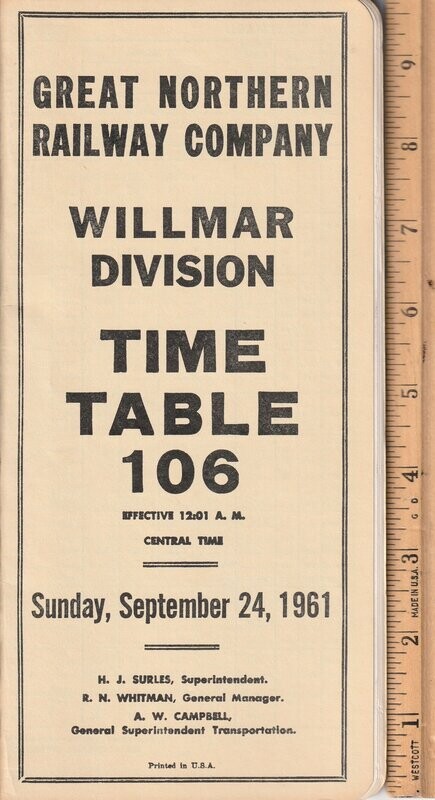 GREAT NORTHERN
RAILWAY COMPANY
WILLMAR
DIVISION
TIME
TABLE
106
EFFECTIVE 12:01 A. M.
CENTRAL TIME
Sunday, September 24, 1961
H. J. SURLES, Superintendent.
R. N. WHITMAN, General Manager.
A. W. CAMPBELL,
General Superintendent Transportation.
Printed in U.S.A.
9
8
7
6
5
4
3
2
1
MADE IN U.S.A.
WESTCOTT